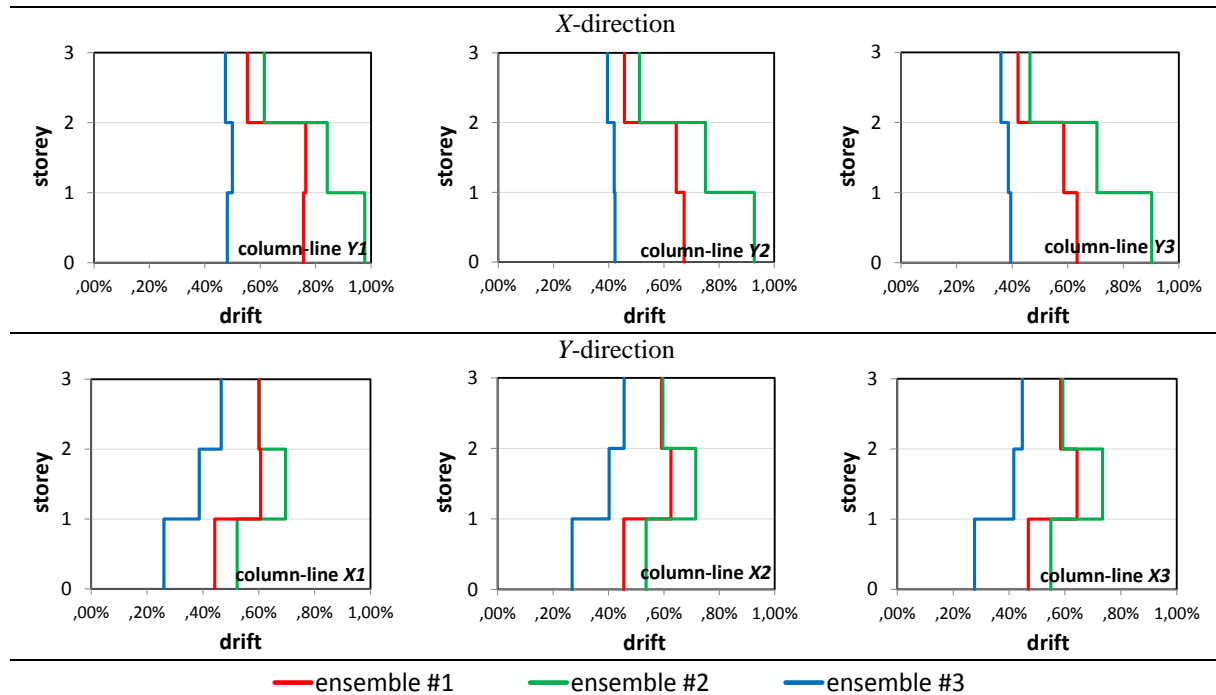 X-direction
3
2
1
0
storey
column-line Y1
,00% ,20% ,40% ,60% ,80% 1,00%
drift
3
2
1
0
storey
column-line Y2
,00% ,20% ,40% ,60% ,80% 1,00%
drift
3
2
1
0
storey
column-line Y3
,00% ,20% ,40% ,60% ,80% 1,00%
drift
Y-direction
3
2
1
0
storey
column-line X1
,00% ,20% ,40% ,60% ,80% 1,00%
drift
3
2
1
0
storey
column-line X2
,00% ,20% ,40% ,60% ,80% 1,00%
drift
3
2
1
0
storey
column-line X3
,00% ,20% ,40% ,60% ,80% 1,00%
drift
ensemble #1 ensemble #2 ensemble #3